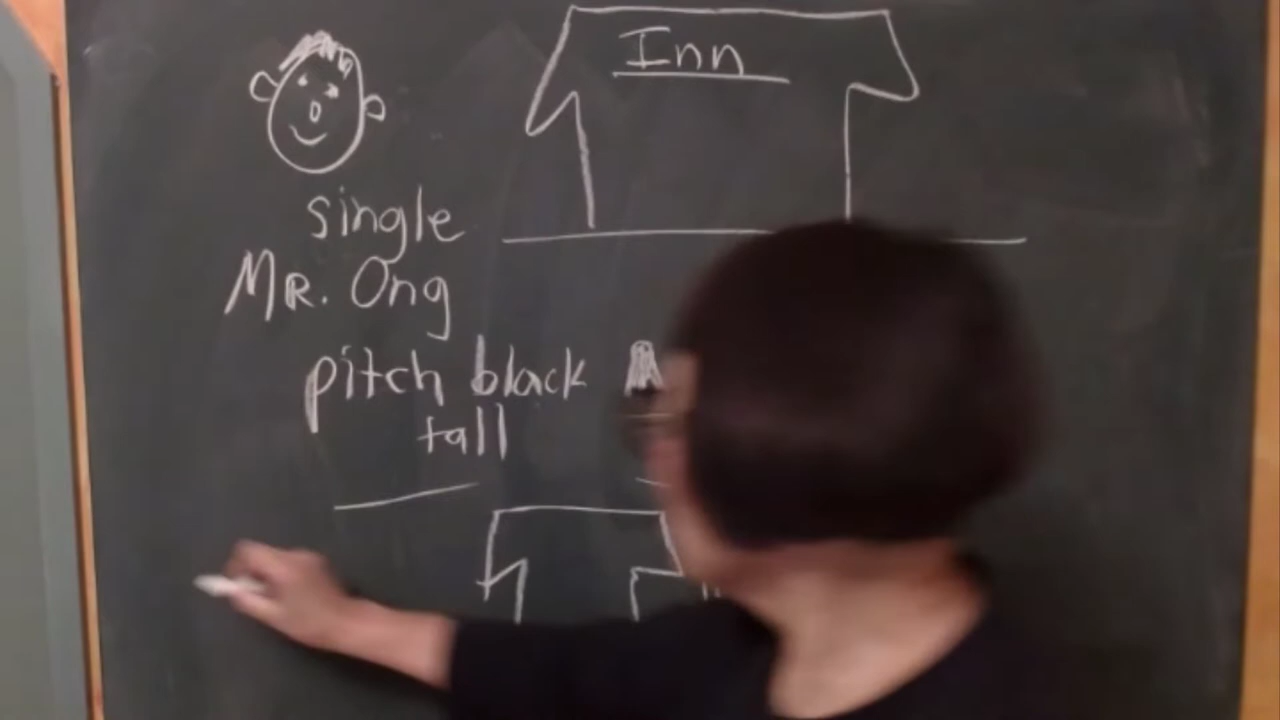 Inn
single
MR. Ong
pitch black
tall